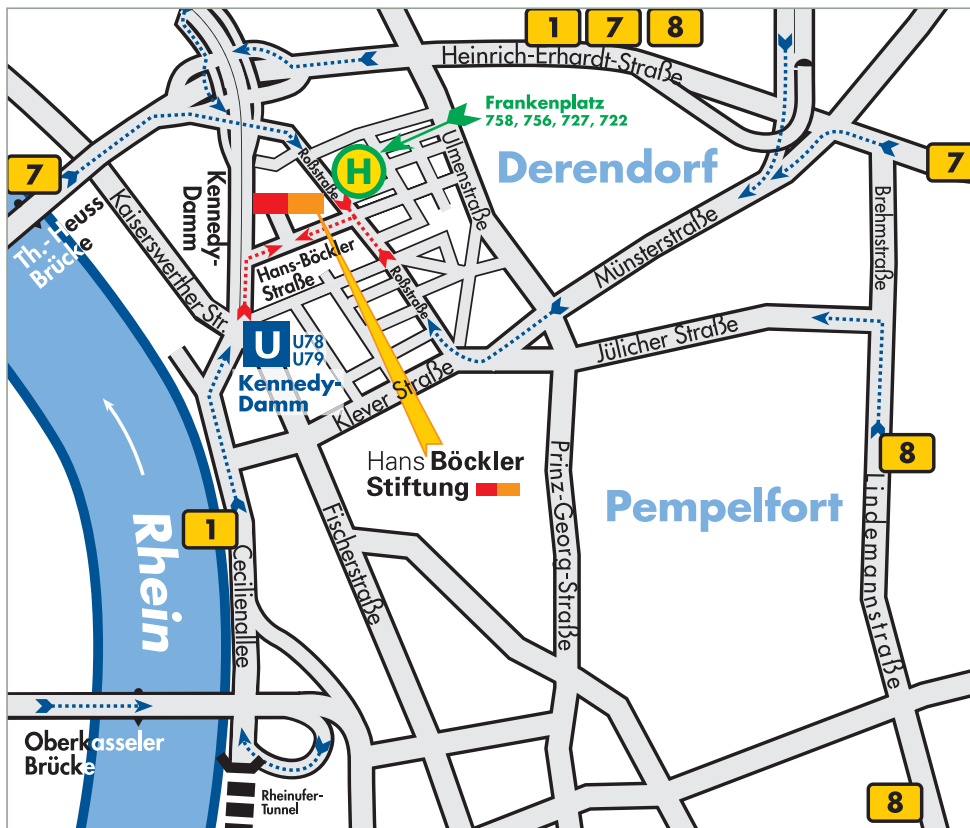 1
7
8
Heinrich-Erhardt-Straße
Frankenplatz
758, 756, 727, 722
Derendorf
7
7
H
Roßstraße
Ulmenstraße
Kennedy-
Damm
Kaiserswerther Str
Th.- Heuss
Brücke
Hans-Böckler
Straße
Roßstraße
Münsterstraße
Brehmstraße
U
U78
U79
Kennedy-
Damm
Jülicher Straße
Klever Straße
Hans Böckler
Stiftung
8
Pempelfort
Prinz-Georg-Straße
Lindemannstraße
Rhein
1
Cecilienallee
Fischerstraße
Oberkasseler
Brücke
Rheinufer-
Tunnel
8